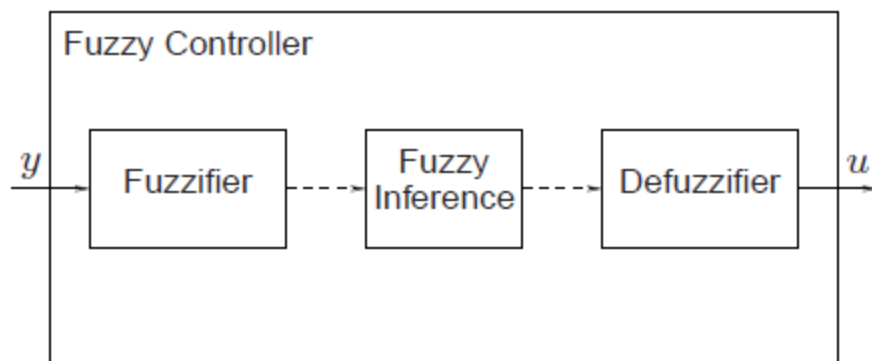 Fuzzy Controller
y
Fuzzifier
Fuzzy
Inference
Defuzzifier
u